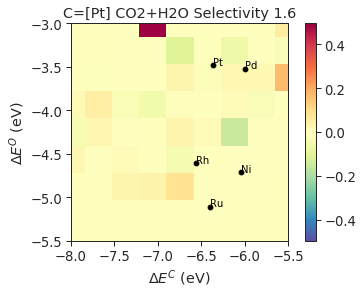 C=[Pt] CO2+H2O Selectivity 1.6
−3.0
−3.5
−4.0
−4.5
−5.0
−5.5
ΔE^O (eV)
Pt
Pd
Rh
Ni
Ru
−8.0 −7.5 −7.0 −6.5 −6.0 −5.5
ΔE^C (eV)
0.4
0.2
0.0
−0.2
−0.4